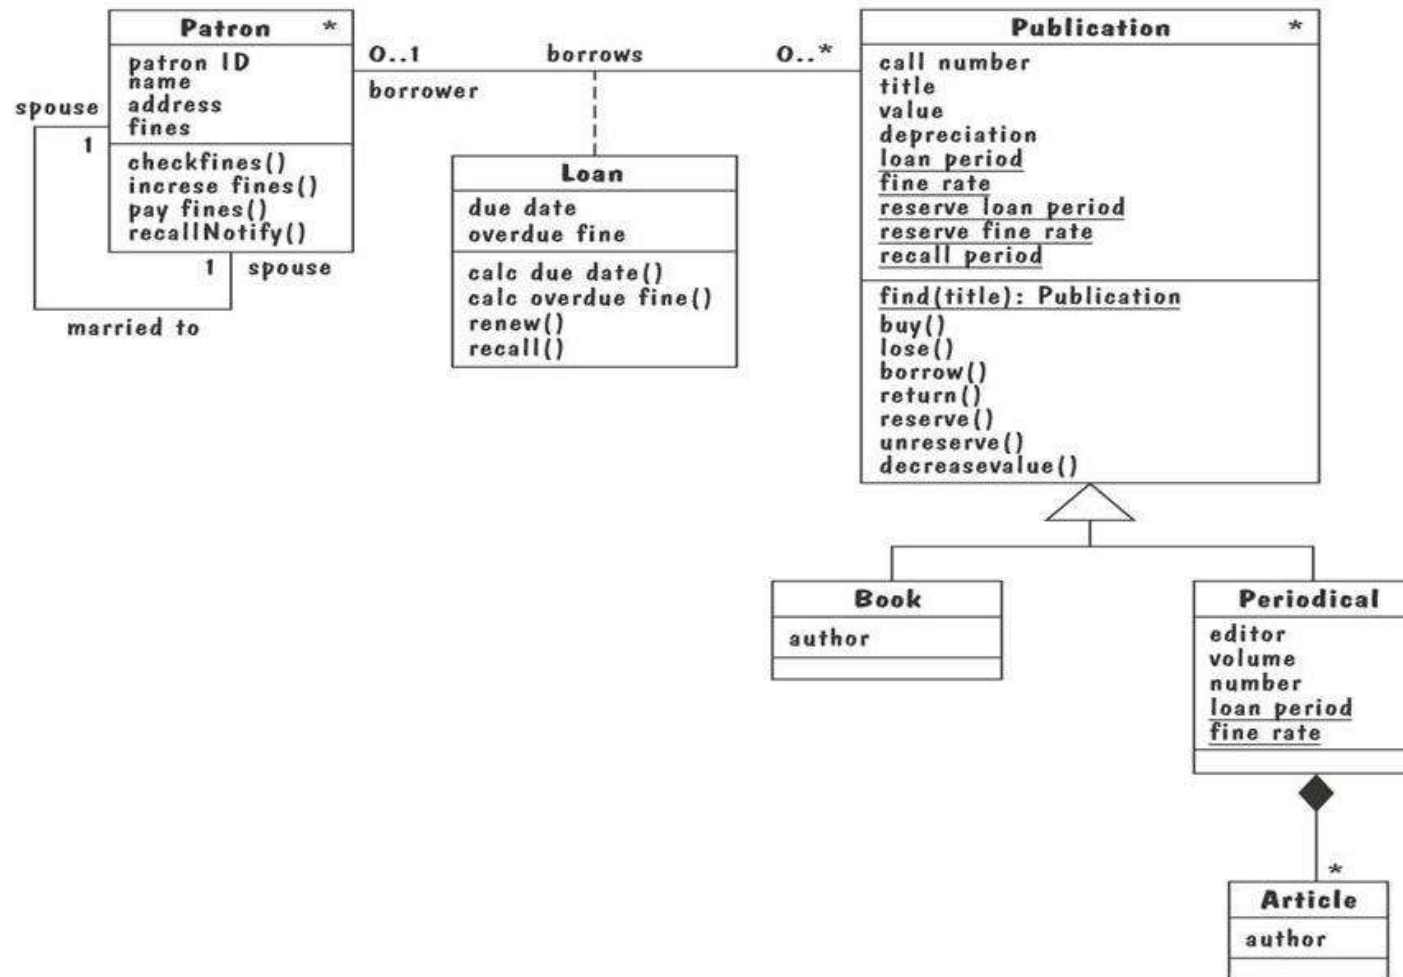 Patron *
patron ID
name
address
fines
checkfines()
increse fines()
pay fines()
recallNotify()
spouse
1
1 spouse
married to
0..1 borrows 0..*
borrower
Loan
due date
overdue fine
calc due date()
calc overdue fine()
renew()
recall()
Publication *
call number
title
value
depreciation
loan period
fine rate
reserve loan period
reserve fine rate
recall period
find(title): Publication
buy()
lose()
borrow()
return()
reserve()
unreserve()
decreasevalue()
Book
author
Periodical
editor
volume
number
loan period
fine rate
*
Article
author